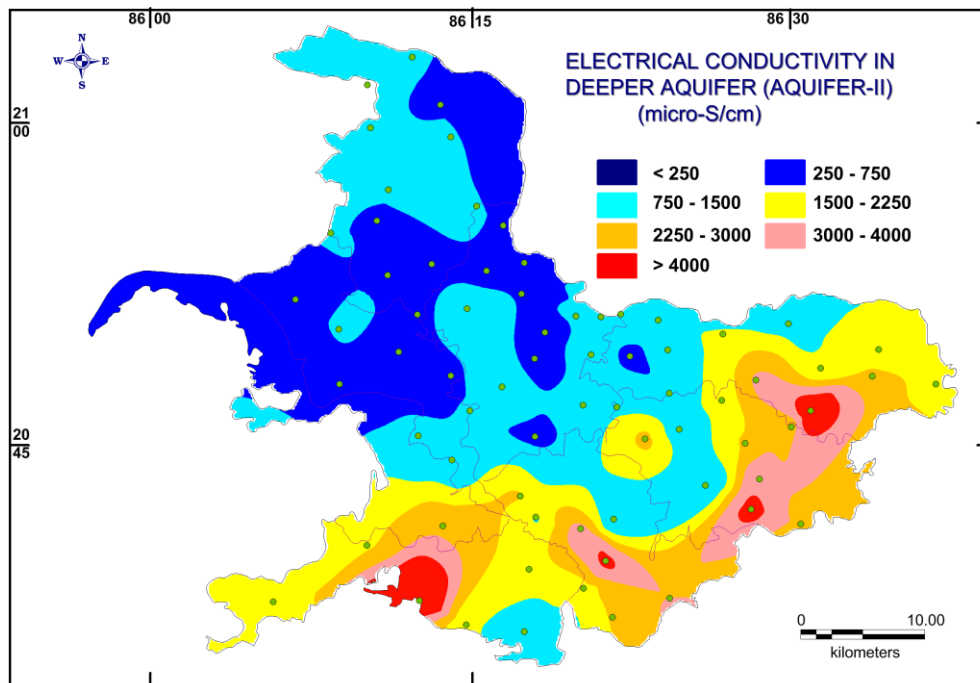 86 00
86 15
86 30
N
W E
S
ELECTRICAL CONDUCTIVITY IN
DEEPER AQUIFER (AQUIFER-II)
(micro-S/cm)
21
00
< 250
250 - 750
750 - 1500
1500 - 2250
2250 - 3000
3000 - 4000
> 4000
20
45
0 10.00
kilometers